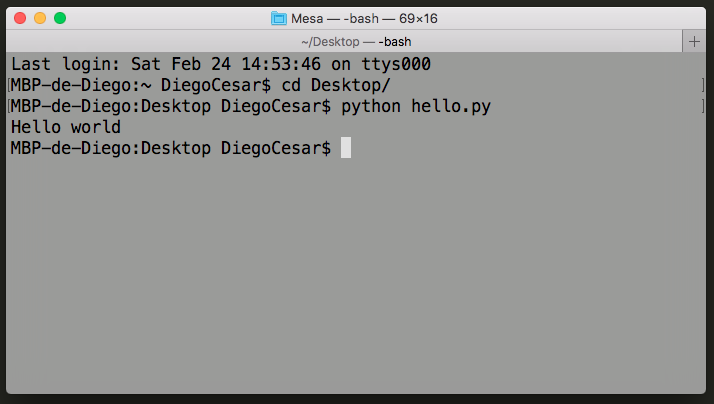 Mesa — -bash — 69×16
~/Desktop — -bash
Last login: Sat Feb 24 14:53:46 on ttys000
[MBP-de-Diego:~ DiegoCesar$ cd Desktop/ ]
[MBP-de-Diego:Desktop DiegoCesar$ python hello.py ]
Hello world
MBP-de-Diego:Desktop DiegoCesar$